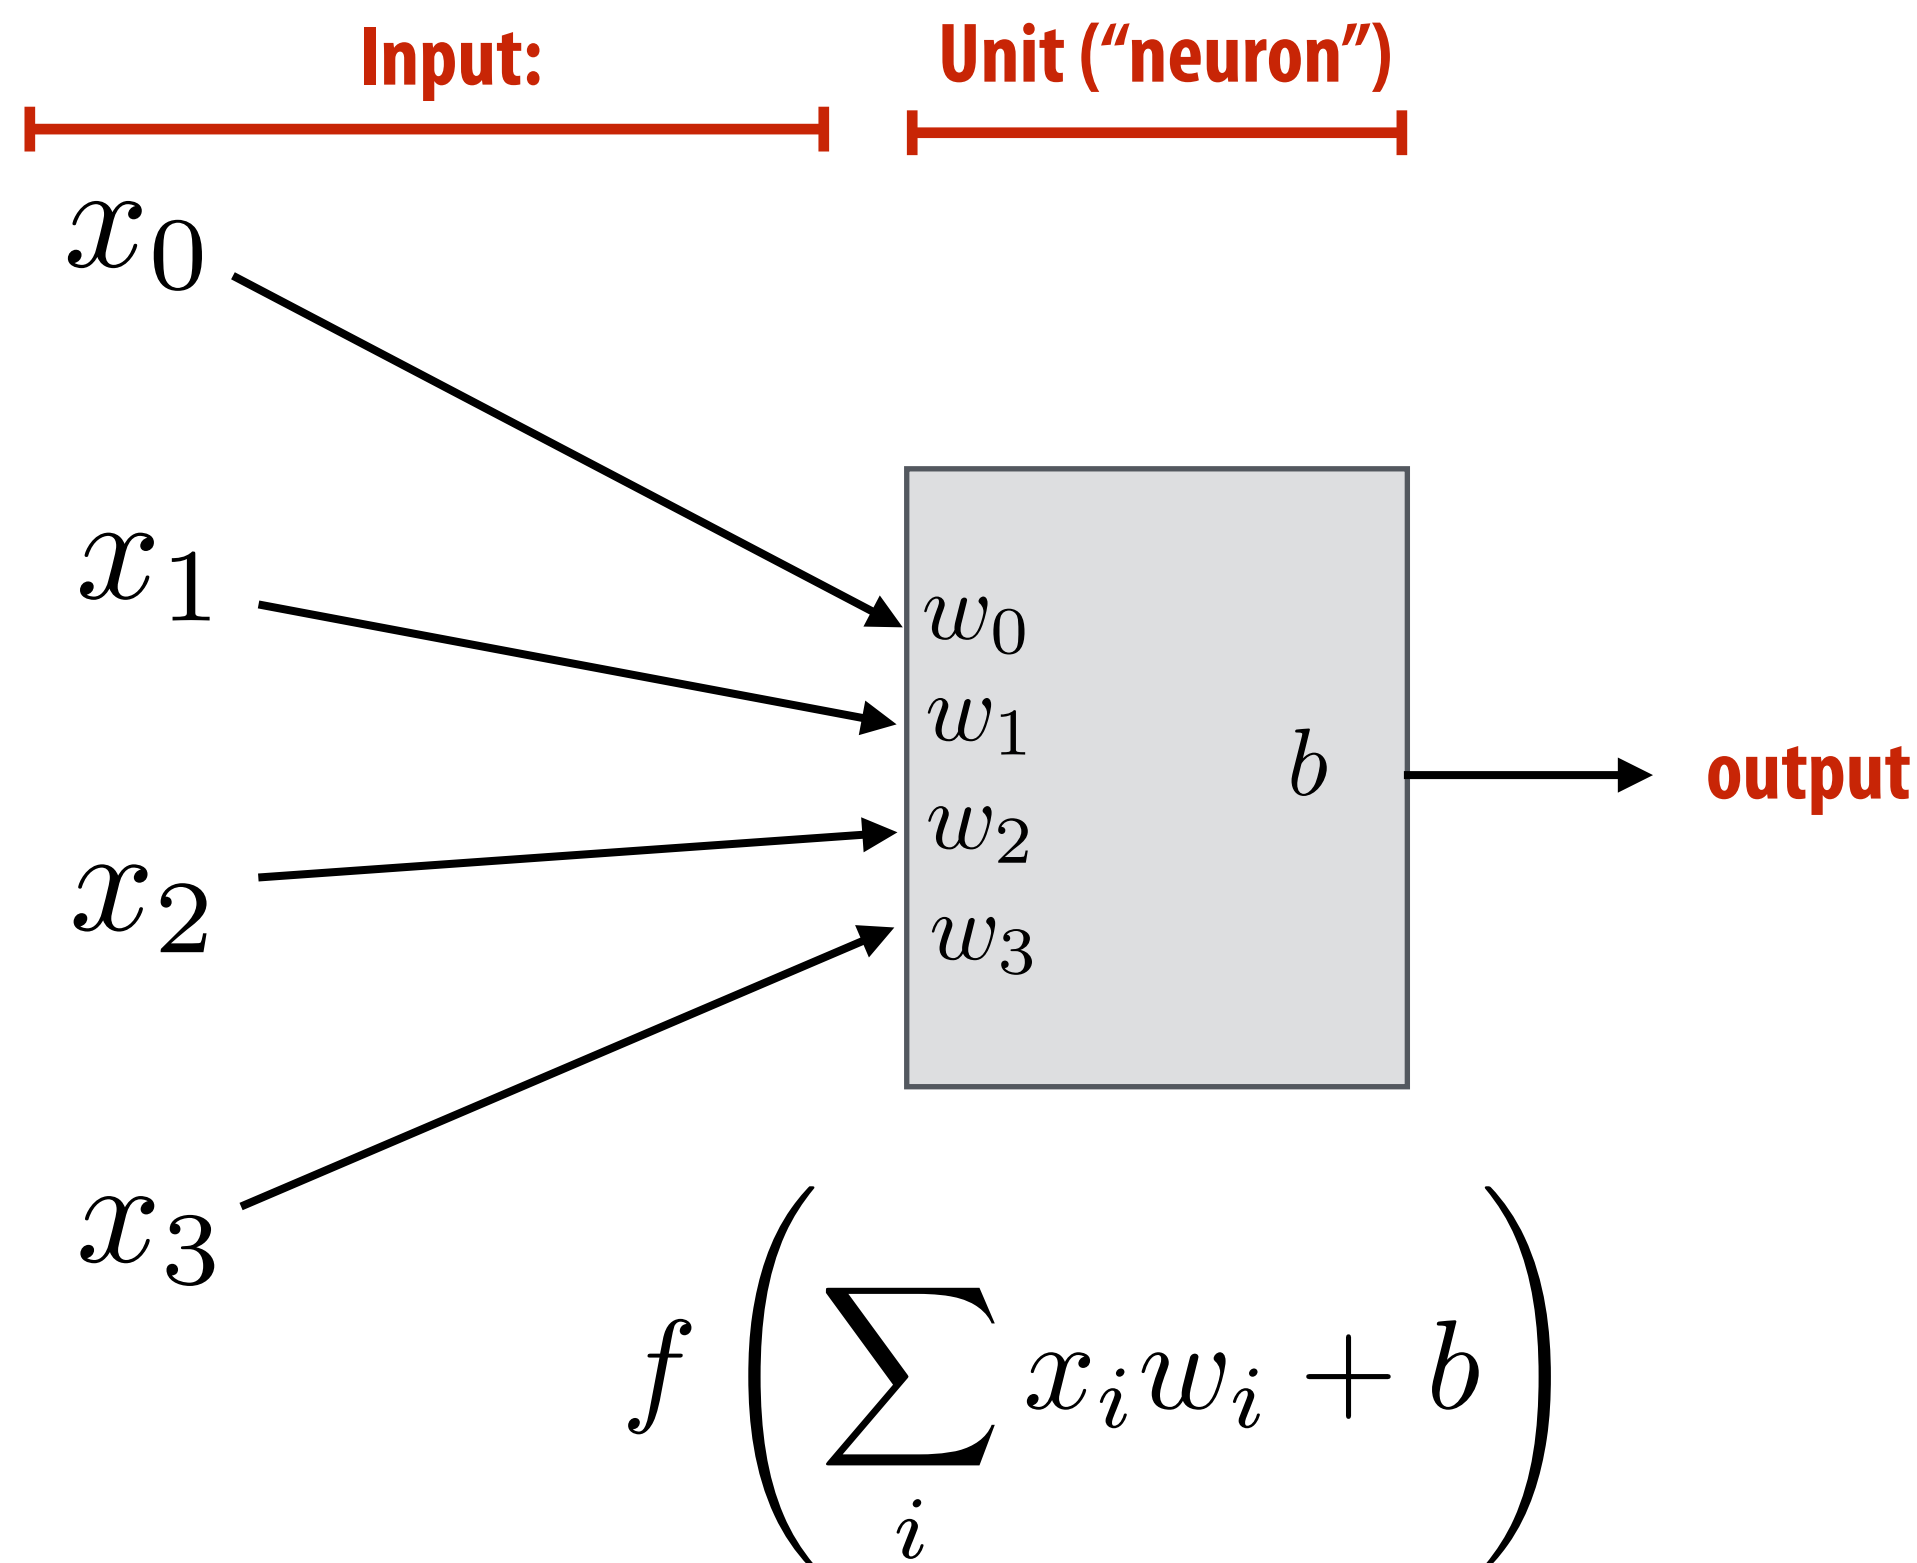 Input:
Unit (“neuron”)
x₀
x₁
x₂
x₃
w₀
w₁
w₂
w₃
b
output
f(∑ᵢ xᵢwᵢ + b)